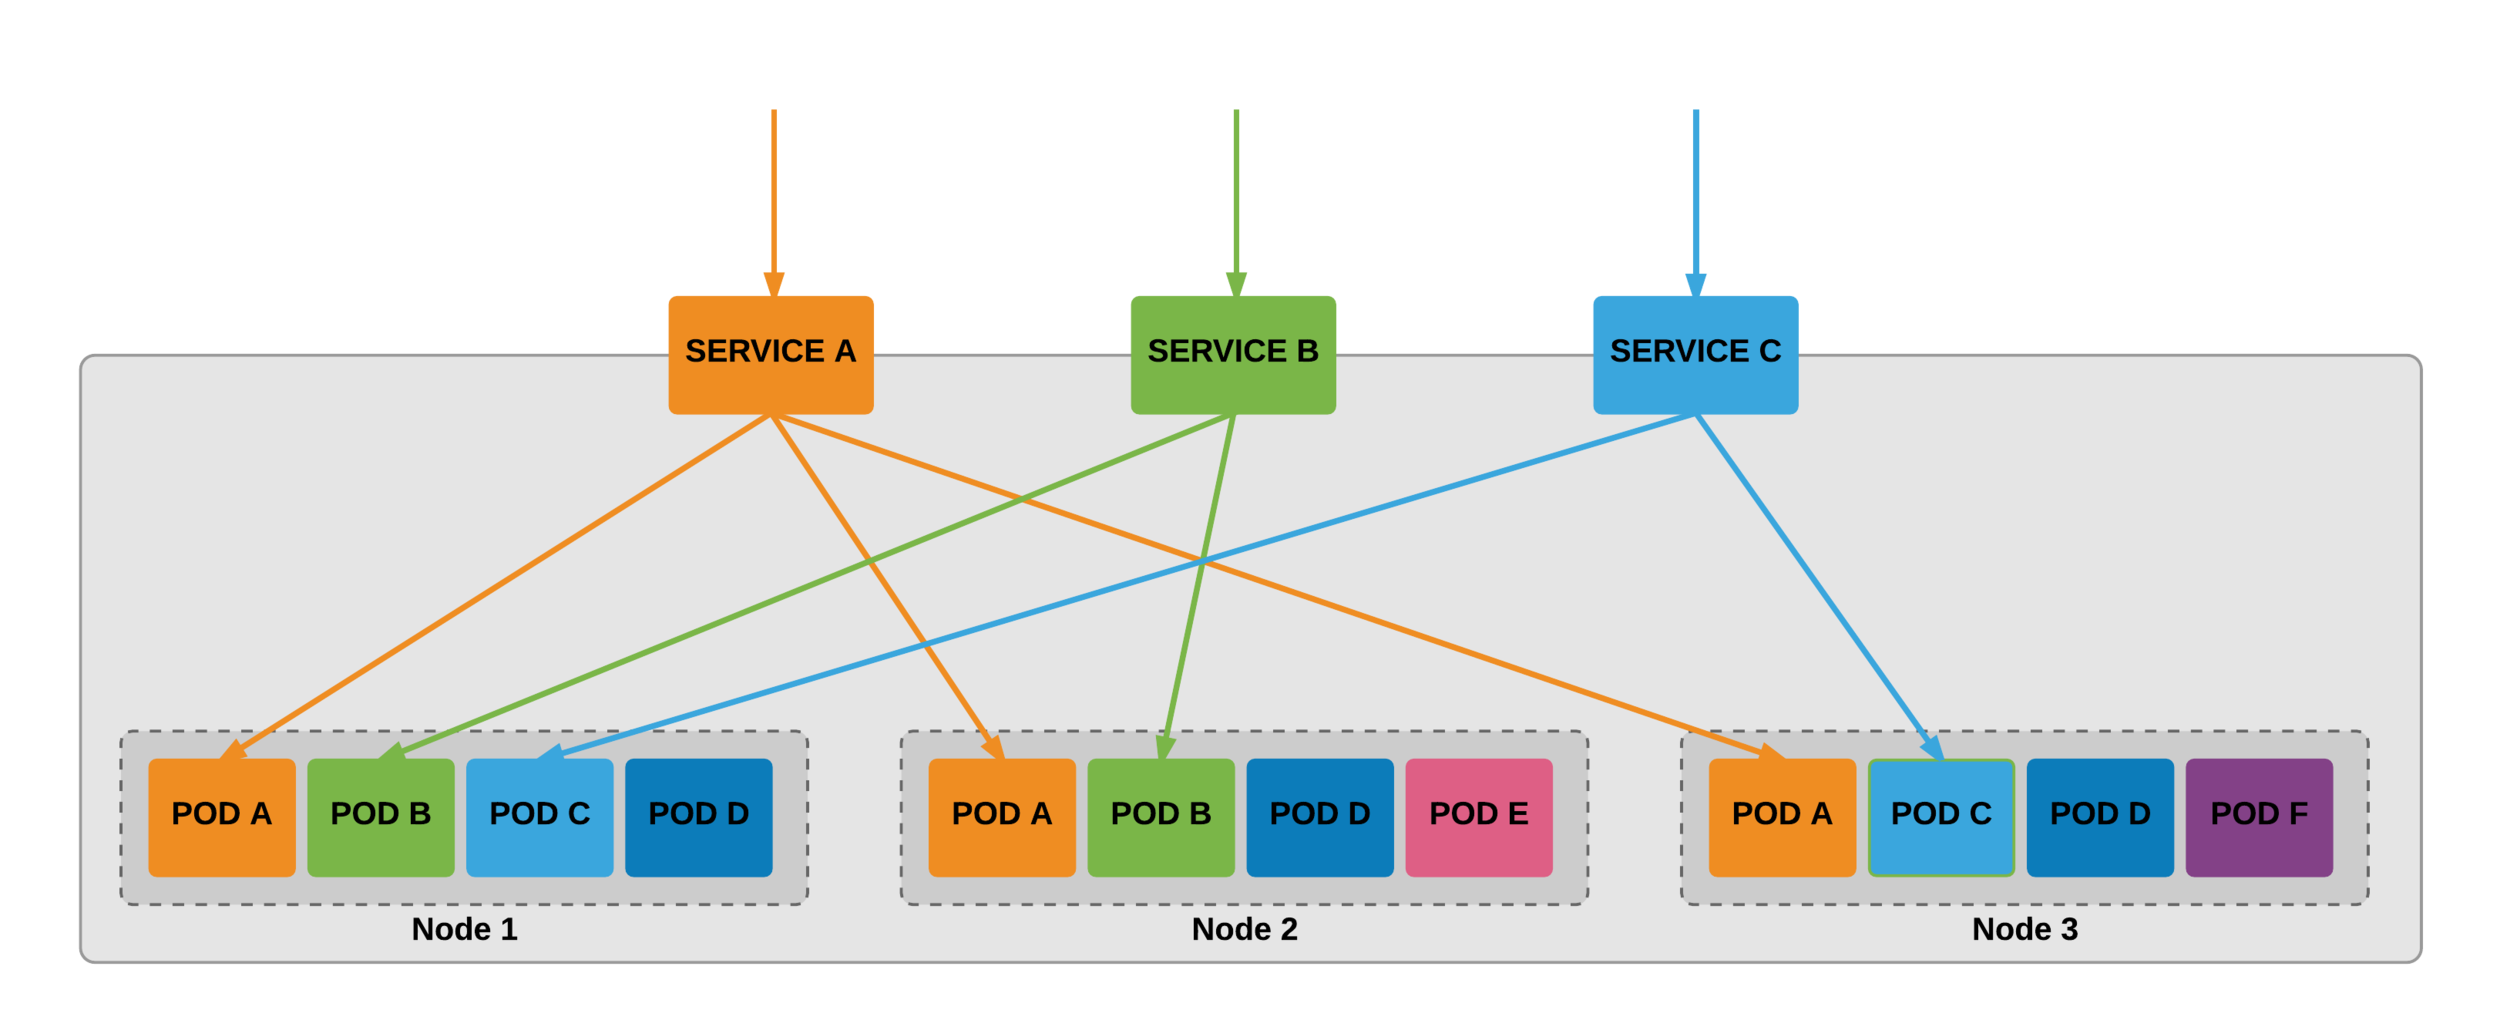 SERVICE A
SERVICE B
SERVICE C
POD A
POD B
POD C
POD D
Node 1
POD A
POD B
POD D
POD E
Node 2
POD A
POD C
POD D
POD F
Node 3